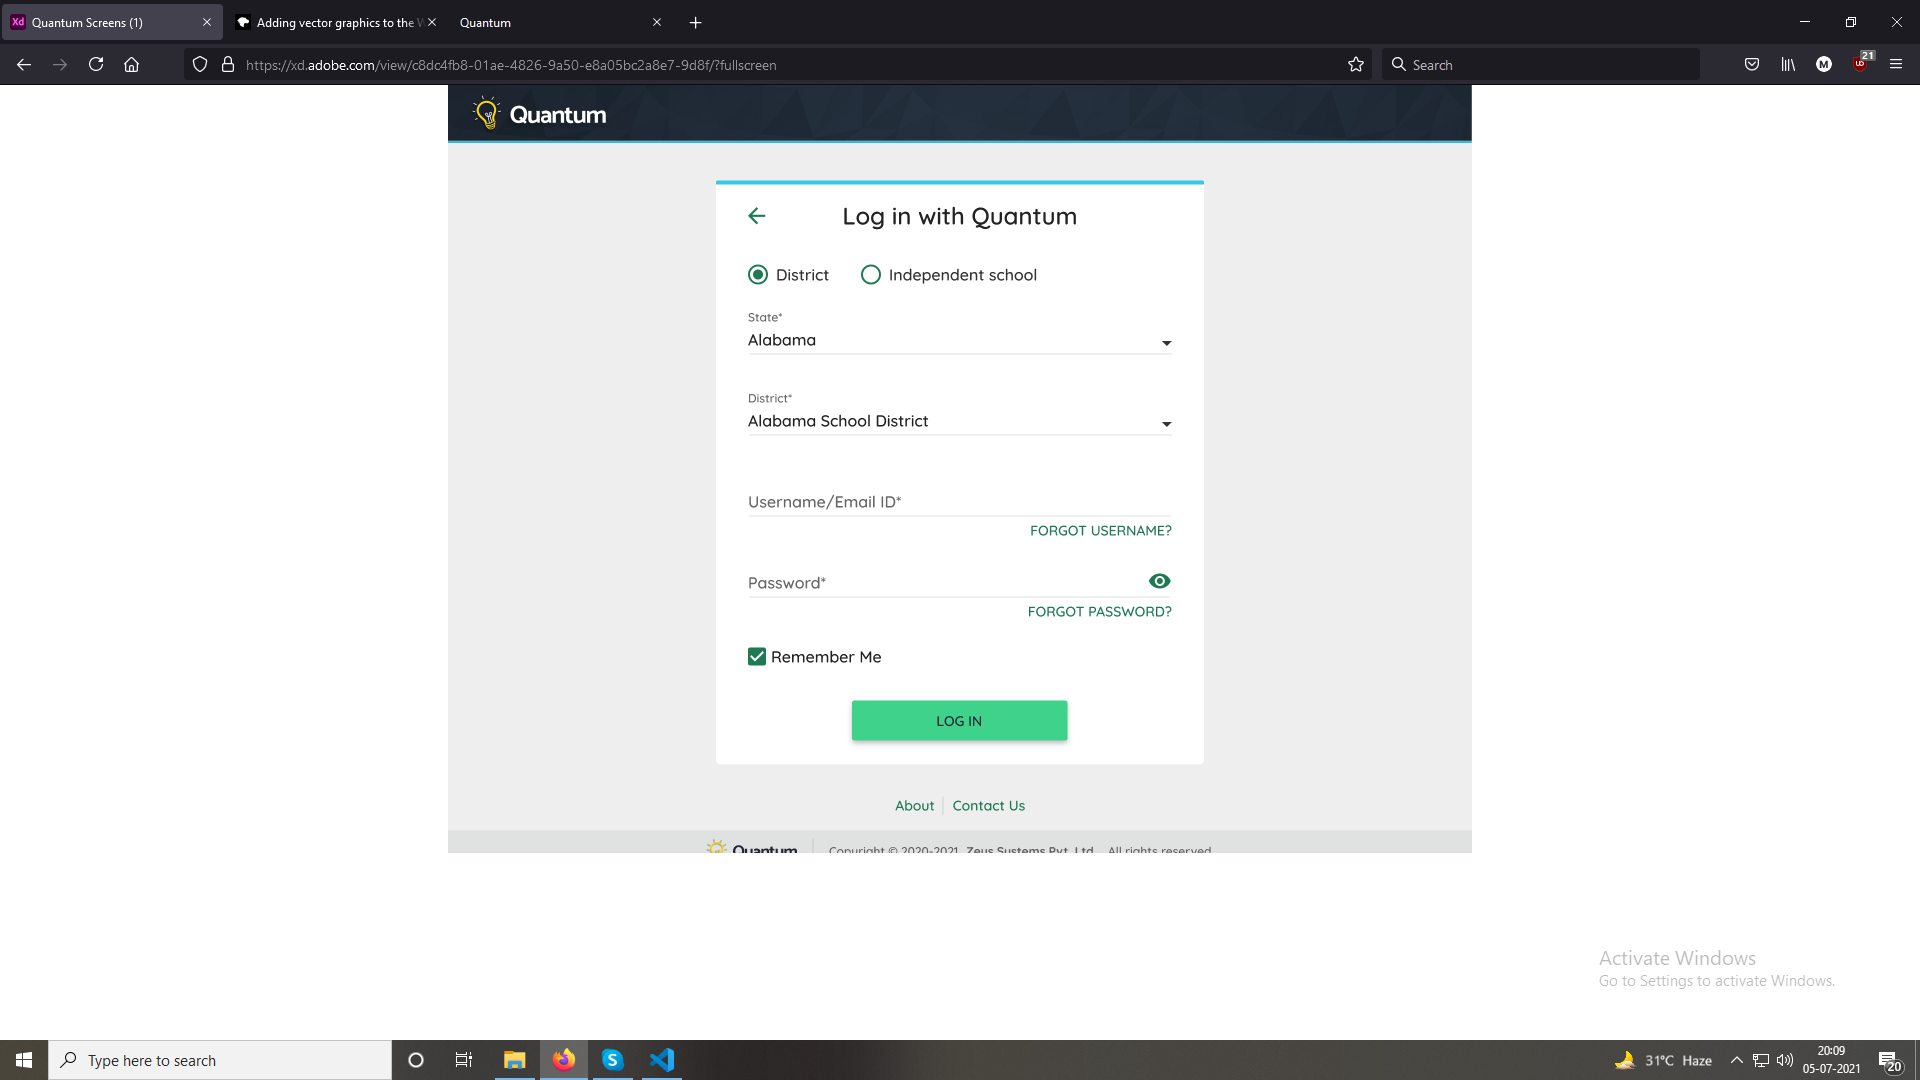 Quantum Screens (1)
Adding vector graphics to the W
Quantum
https://xd.adobe.com/view/c8dc4fb8-01ae-4826-9a50-e8a05bc2a8e7-9d8f/?fullscreen
Search
M
21
Quantum
Log in with Quantum
District
Independent school
State*
Alabama
District*
Alabama School District
Username/Email ID*
FORGOT USERNAME?
Password*
FORGOT PASSWORD?
Remember Me
LOG IN
About
Contact Us
Quantum
Copyright © 2020-2021 Zeus Systems Pvt. Ltd. All rights reserved.
Activate Windows
Go to Settings to activate Windows.
Type here to search
31°C Haze
20:09
05-07-2021
20